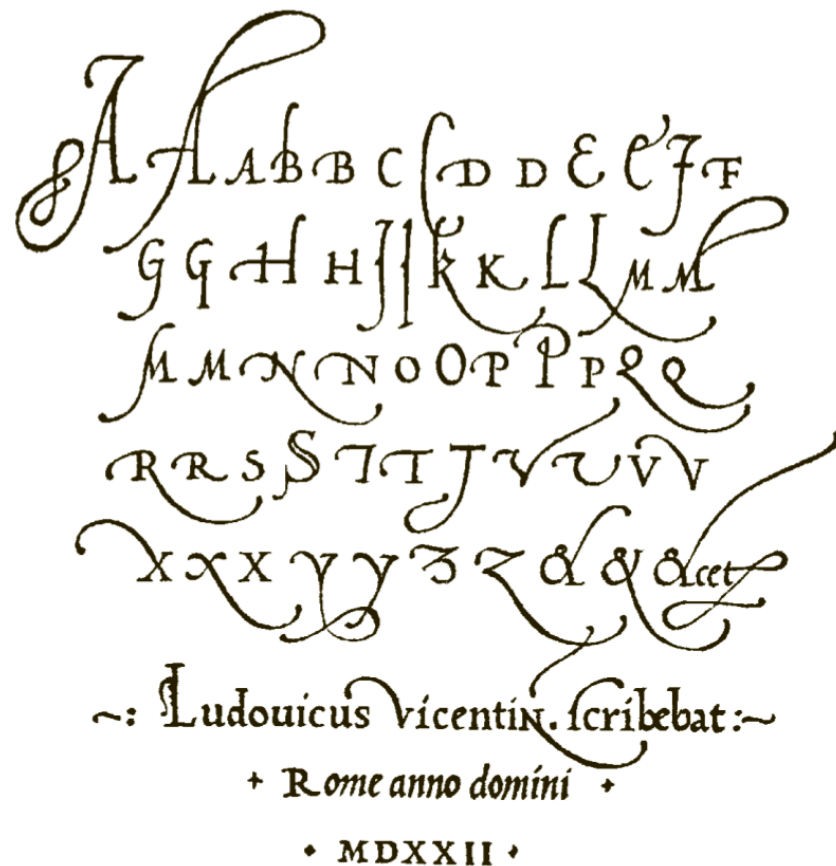 A A A B B C C D D E E F F
G G H H I I K K L L M M
M M N N O O P P P Q Q
R R S S T T T V V V V
X X X Y Y Z Z & & &cet
~: Ludouicus Vicentin. ſcribebat :~
+ Rome anno domini +
• MDXXII •